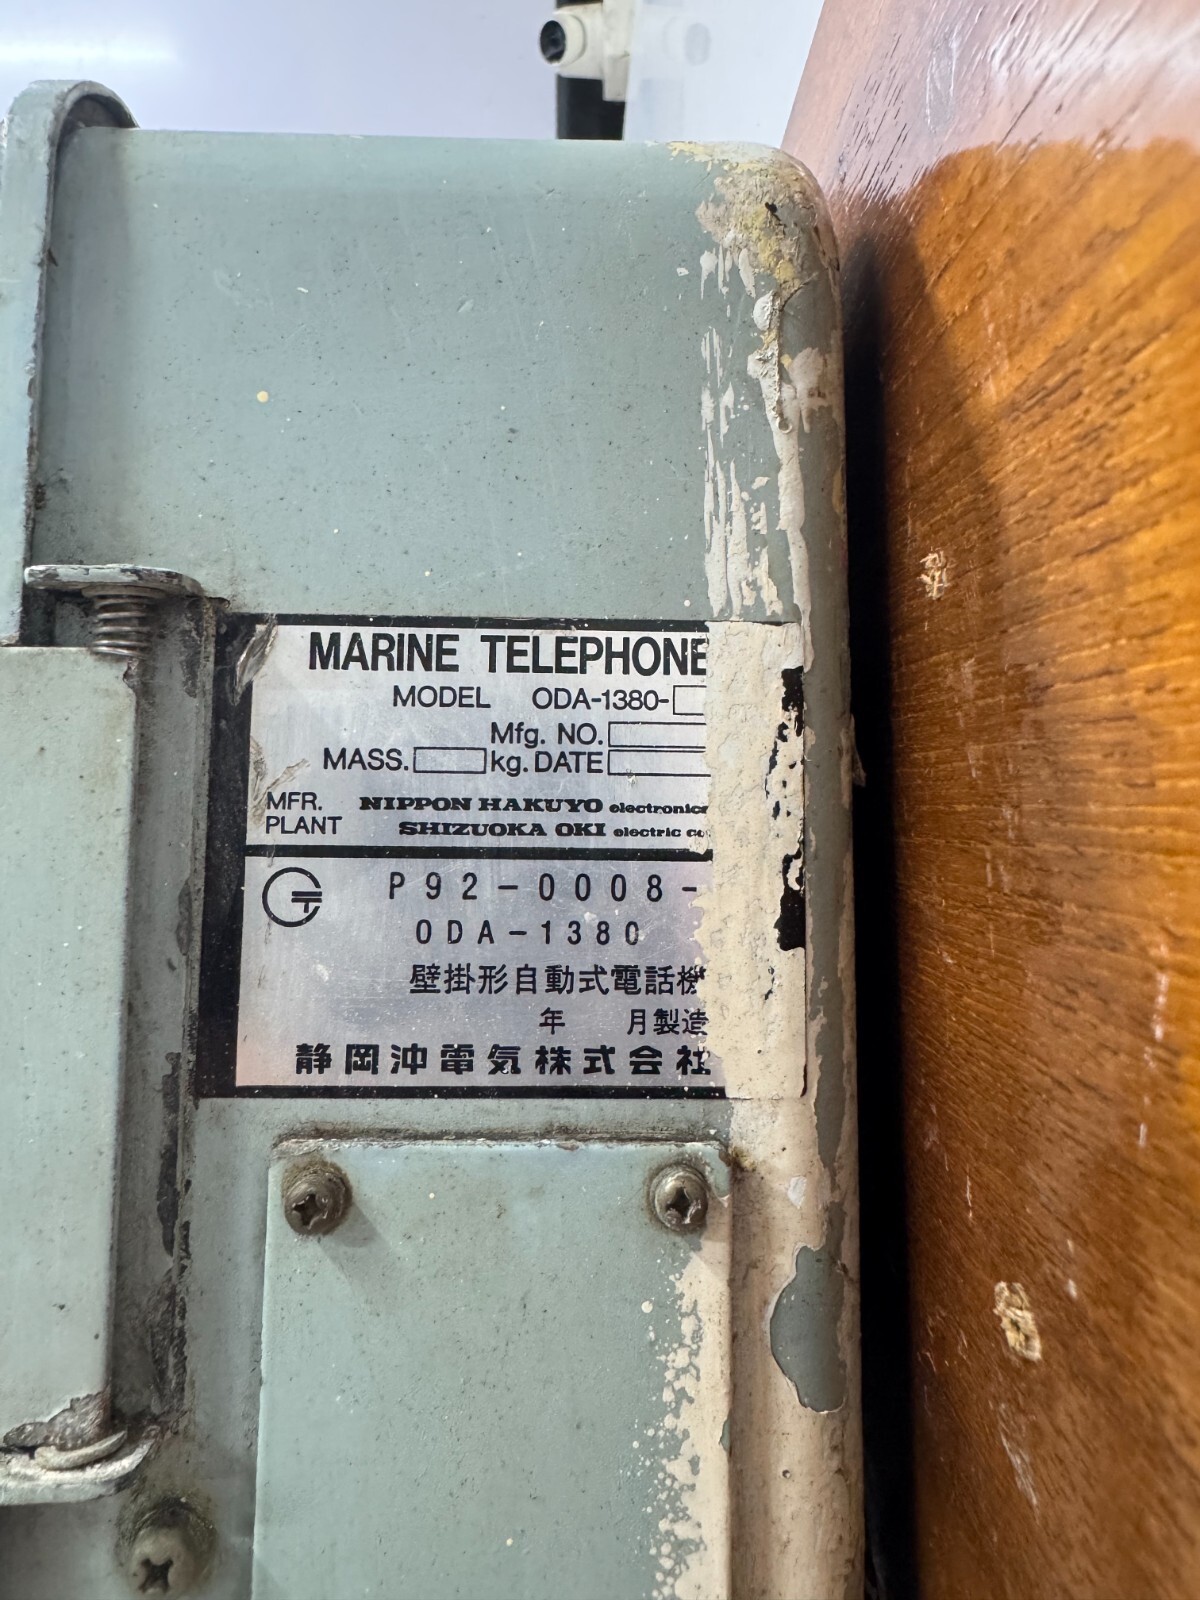 MARINE TELEPHONE
MODEL ODA-1380-
Mfg. NO.
MASS. kg. DATE
MFR. NIPPON HAKUYO electronics
PLANT SHIZUOKA OKI electric co
P92-0008-
ODA-1380
壁掛形自動式電話機
年 月製造
静岡沖電気株式会社